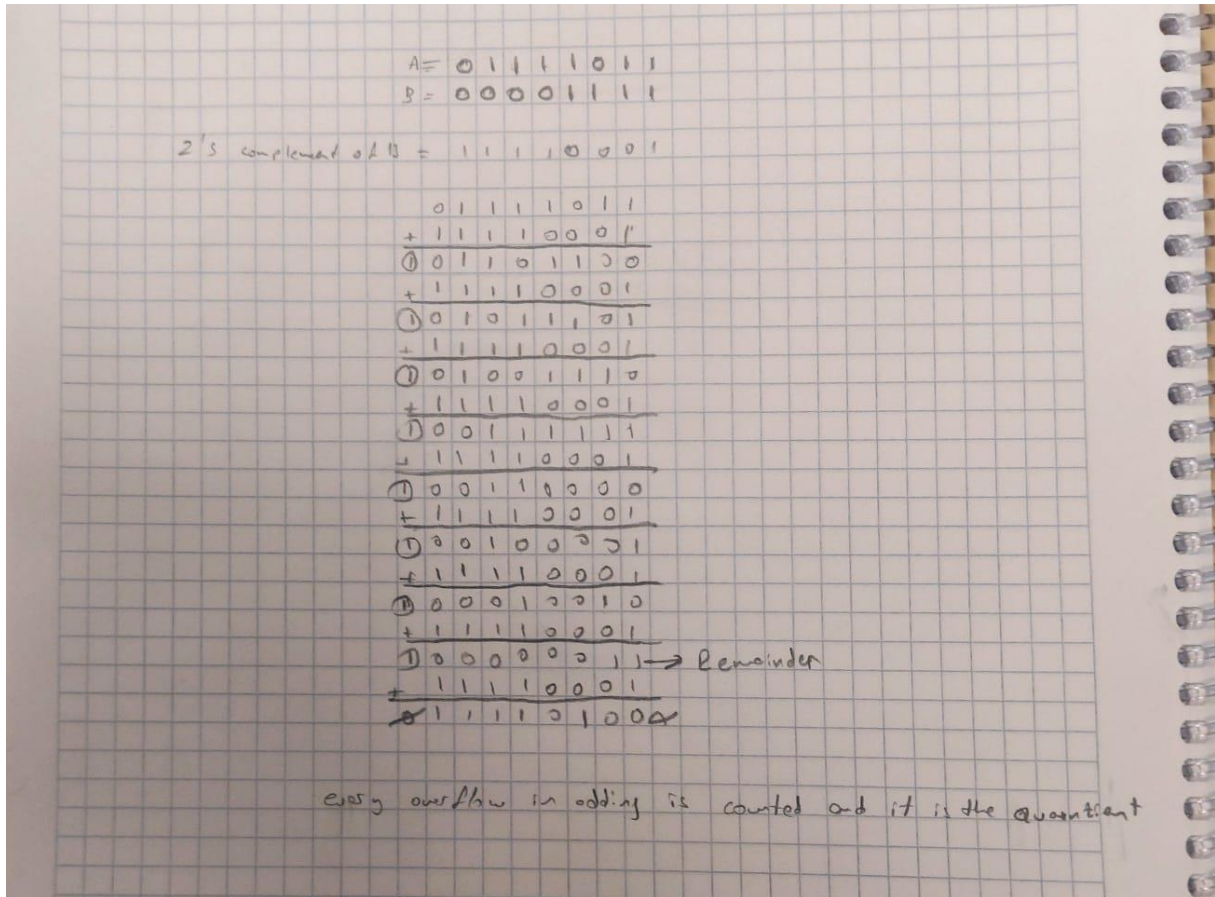 A= 0 1 1 1 1 0 1 1
B = 0 0 0 0 1 1 1 1
2's complement of B = 1 1 1 1 0 0 0 1
0 1 1 1 1 0 1 1
+ 1 1 1 1 0 0 0 1
1 0 1 1 0 1 1 0 0
+ 1 1 1 1 0 0 0 1
1 0 1 0 1 1 1 0 1
+ 1 1 1 1 0 0 0 1
1 0 1 0 0 1 1 1 0
+ 1 1 1 1 0 0 0 1
1 0 0 1 1 1 1 1 1
+ 1 1 1 1 0 0 0 1
1 0 0 1 1 0 0 0 0
+ 1 1 1 1 0 0 0 1
1 0 0 1 0 0 0 0 1
+ 1 1 1 1 0 0 0 1
1 0 0 0 1 0 0 1 0
+ 1 1 1 1 0 0 0 1
1 0 0 0 0 0 0 1 1 → Remainder
+ 1 1 1 1 0 0 0 1
0 1 1 1 1 0 1 0 0
every overflow in adding is counted and it is the quantient